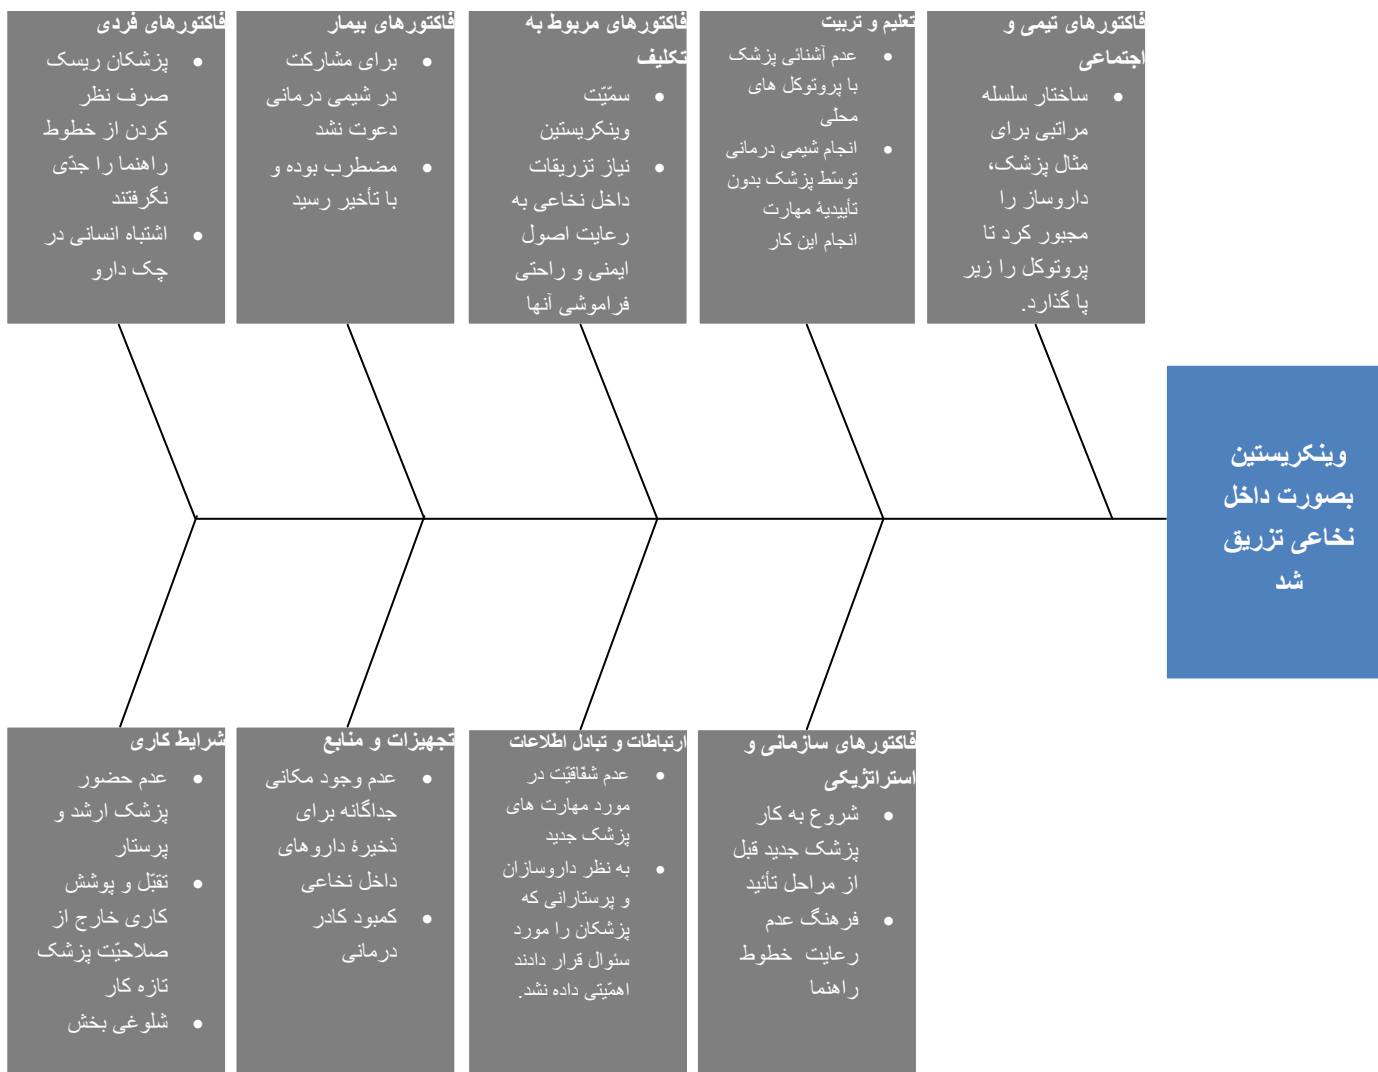 فاکتورهای تیمی و
اجتماعی
• ساختار سلسله
مراتبی برای
مثال پزشک،
داروساز را
مجبور کرد تا
پروتوکل را زیر
پا گذارد.
تعلیم و تربیت
• عدم آشنائی پزشک
با پروتوکل های
محلی
• انجام شیمی درمانی
توسّط پزشک بدون
تأییدیۀ مهارت
انجام این کار
فاکتورهای مربوط به
تکلیف
• سمّیّت
وینکریستین
• نیاز تزریقات
داخل نخاعی به
رعایت اصول
ایمنی و راحتی
فراموشی آنها
فاکتورهای بیمار
• برای مشارکت
در شیمی درمانی
دعوت نشد
• مضطرب بوده و
با تأخیر رسید
فاکتورهای فردی
• پزشکان ریسک
صرف نظر
کردن از خطوط
راهنما را جدّی
نگرفتند
• اشتباه انسانی در
چک دارو
وینکریستین
بصورت داخل
نخاعی تزریق
شد
فاکتورهای سازمانی و
استراتژیکی
• شروع به کار
پزشک جدید قبل
از مراحل تأئید
• فرهنگ عدم
رعایت خطوط
راهنما
ارتباطات و تبادل اطلاعات
• عدم شفّاقیّت در
مورد مهارت های
پزشک جدید
• به نظر داروسازان
و پرستارانی که
پزشکان را مورد
سئوال قرار دادند
اهمّیتی داده نشد.
تجهیزات و منابع
• عدم وجود مکانی
جداگانه برای
ذخیرۀ داروهای
داخل نخاعی
• کمبود کادر
درمانی
شرایط کاری
• عدم حضور
پزشک ارشد و
پرستار
• تقبّل و پوشش
کاری خارج از
صلاحیّت پزشک
تازه کار
• شلوغی بخش